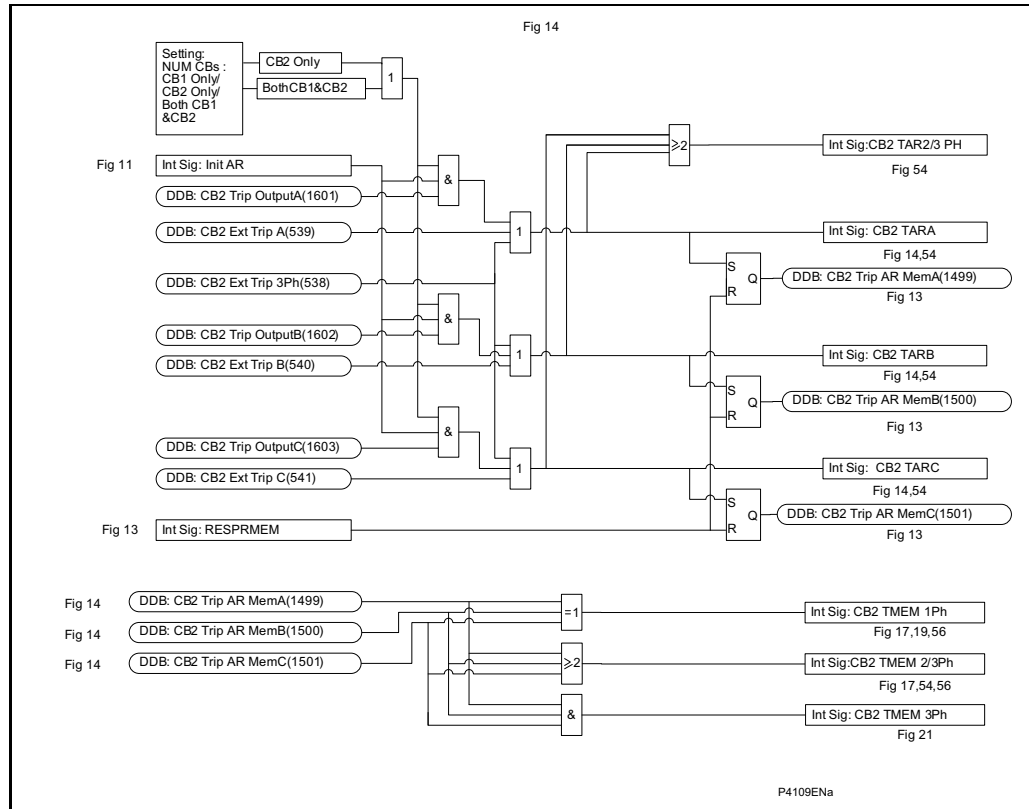 Fig 14
Setting:
NUM CBs :
CB1 Only/
CB2 Only/
Both CB1
&CB2
CB2 Only
BothCB1&CB2
1
Fig 11
Int Sig: Init AR
DDB: CB2 Trip OutputA(1601)
&
DDB: CB2 Ext Trip A(539)
1
⩾2
Int Sig:CB2 TAR2/3 PH
Fig 54
Int Sig: CB2 TARA
Fig 14,54
S
R
Q
DDB: CB2 Trip AR MemA(1499)
Fig 13
DDB: CB2 Ext Trip 3Ph(538)
DDB: CB2 Trip OutputB(1602)
&
DDB: CB2 Ext Trip B(540)
1
Int Sig: CB2 TARB
Fig 14,54
S
R
Q
DDB: CB2 Trip AR MemB(1500)
Fig 13
DDB: CB2 Trip OutputC(1603)
&
DDB: CB2 Ext Trip C(541)
1
Int Sig: CB2 TARC
Fig 14,54
S
R
Q
DDB: CB2 Trip AR MemC(1501)
Fig 13
Fig 13
Int Sig: RESPRMEM
Fig 14
DDB: CB2 Trip AR MemA(1499)
Fig 14
DDB: CB2 Trip AR MemB(1500)
Fig 14
DDB: CB2 Trip AR MemC(1501)
=1
Int Sig: CB2 TMEM 1Ph
Fig 17,19,56
⩾2
Int Sig:CB2 TMEM 2/3Ph
Fig 17,54,56
&
Int Sig: CB2 TMEM 3Ph
Fig 21
P4109ENa